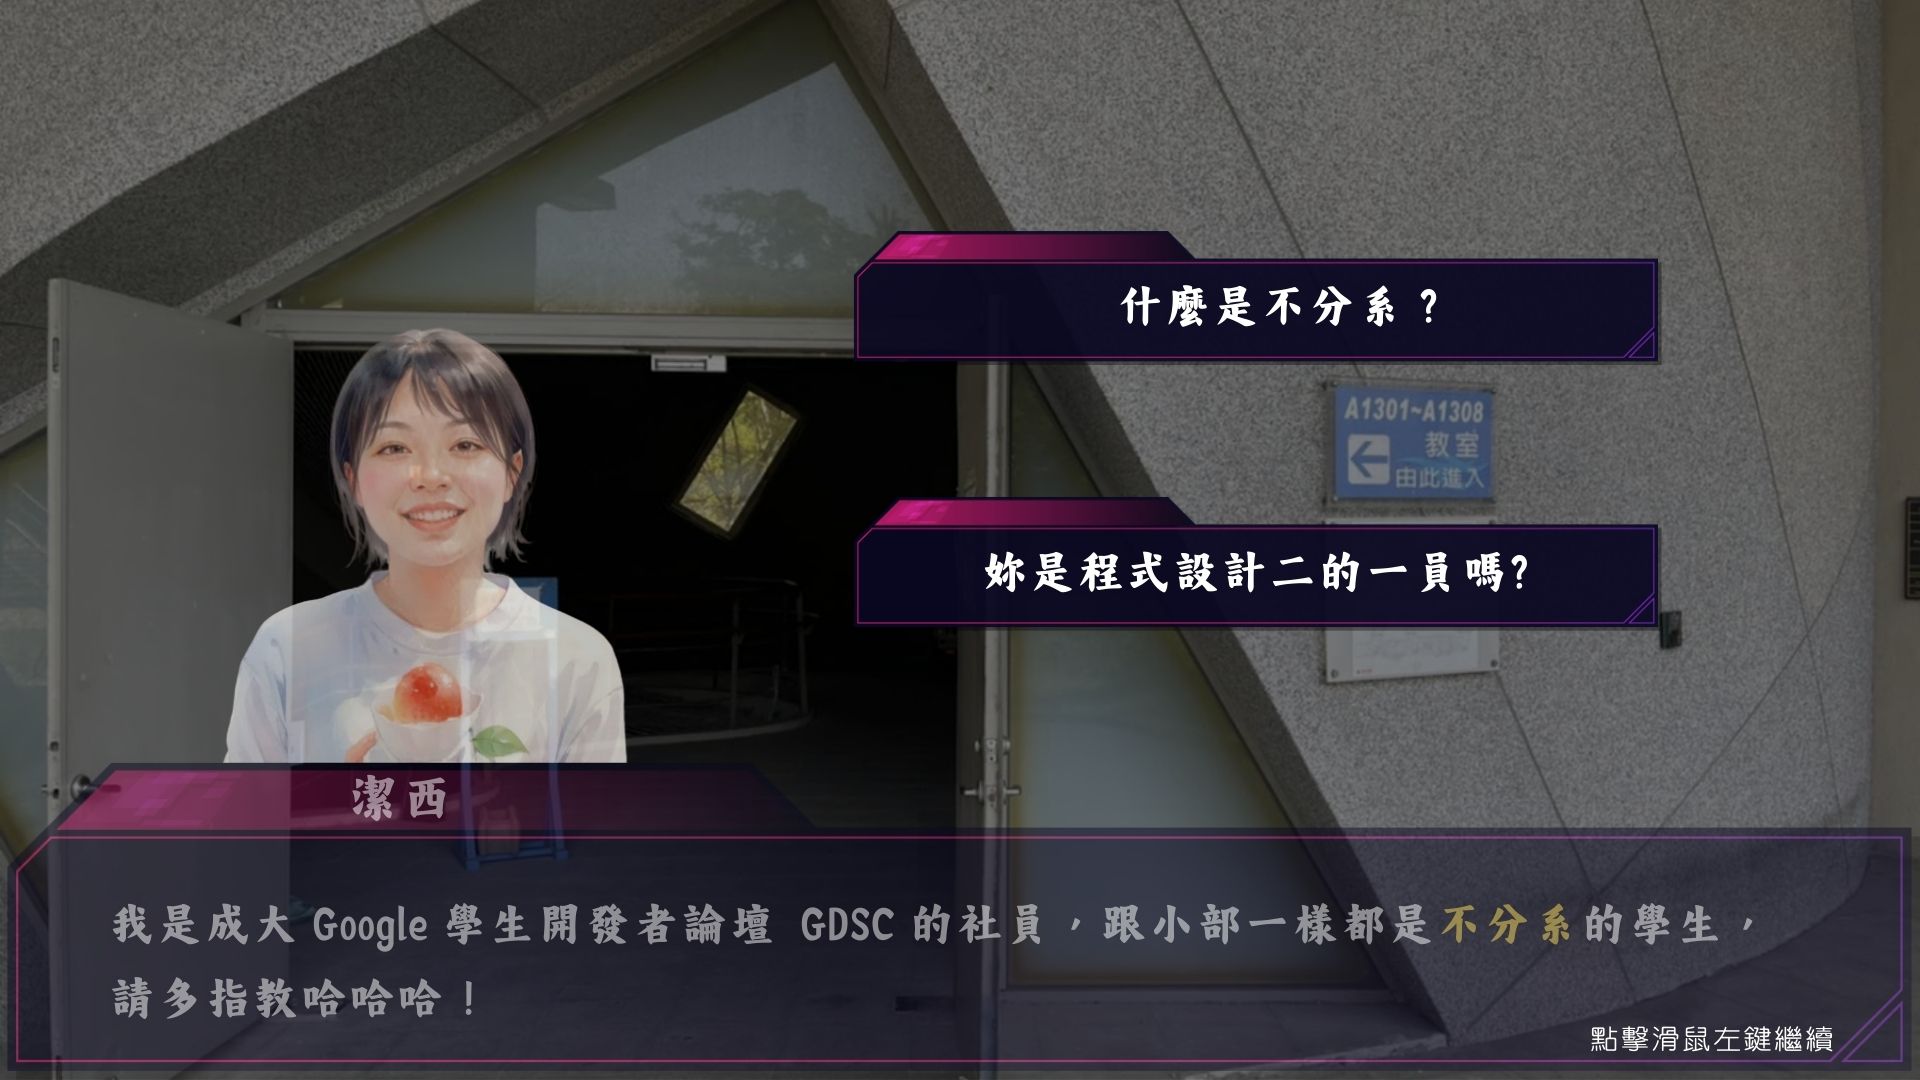 什麼是不分系？
A1301~A1308
教室
由此進入
妳是程式設計二的一員嗎?
潔西
我是成大 Google 學生開發者論壇 GDSC 的社員，跟小部一樣都是不分系的學生，
請多指教哈哈哈！
點擊滑鼠左鍵繼續